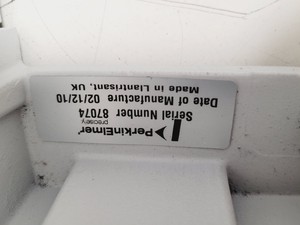 PerkinElmer
precisely
Serial Number 87074
Date of Manufacture 02/12/10
Made in Llantrisant, UK